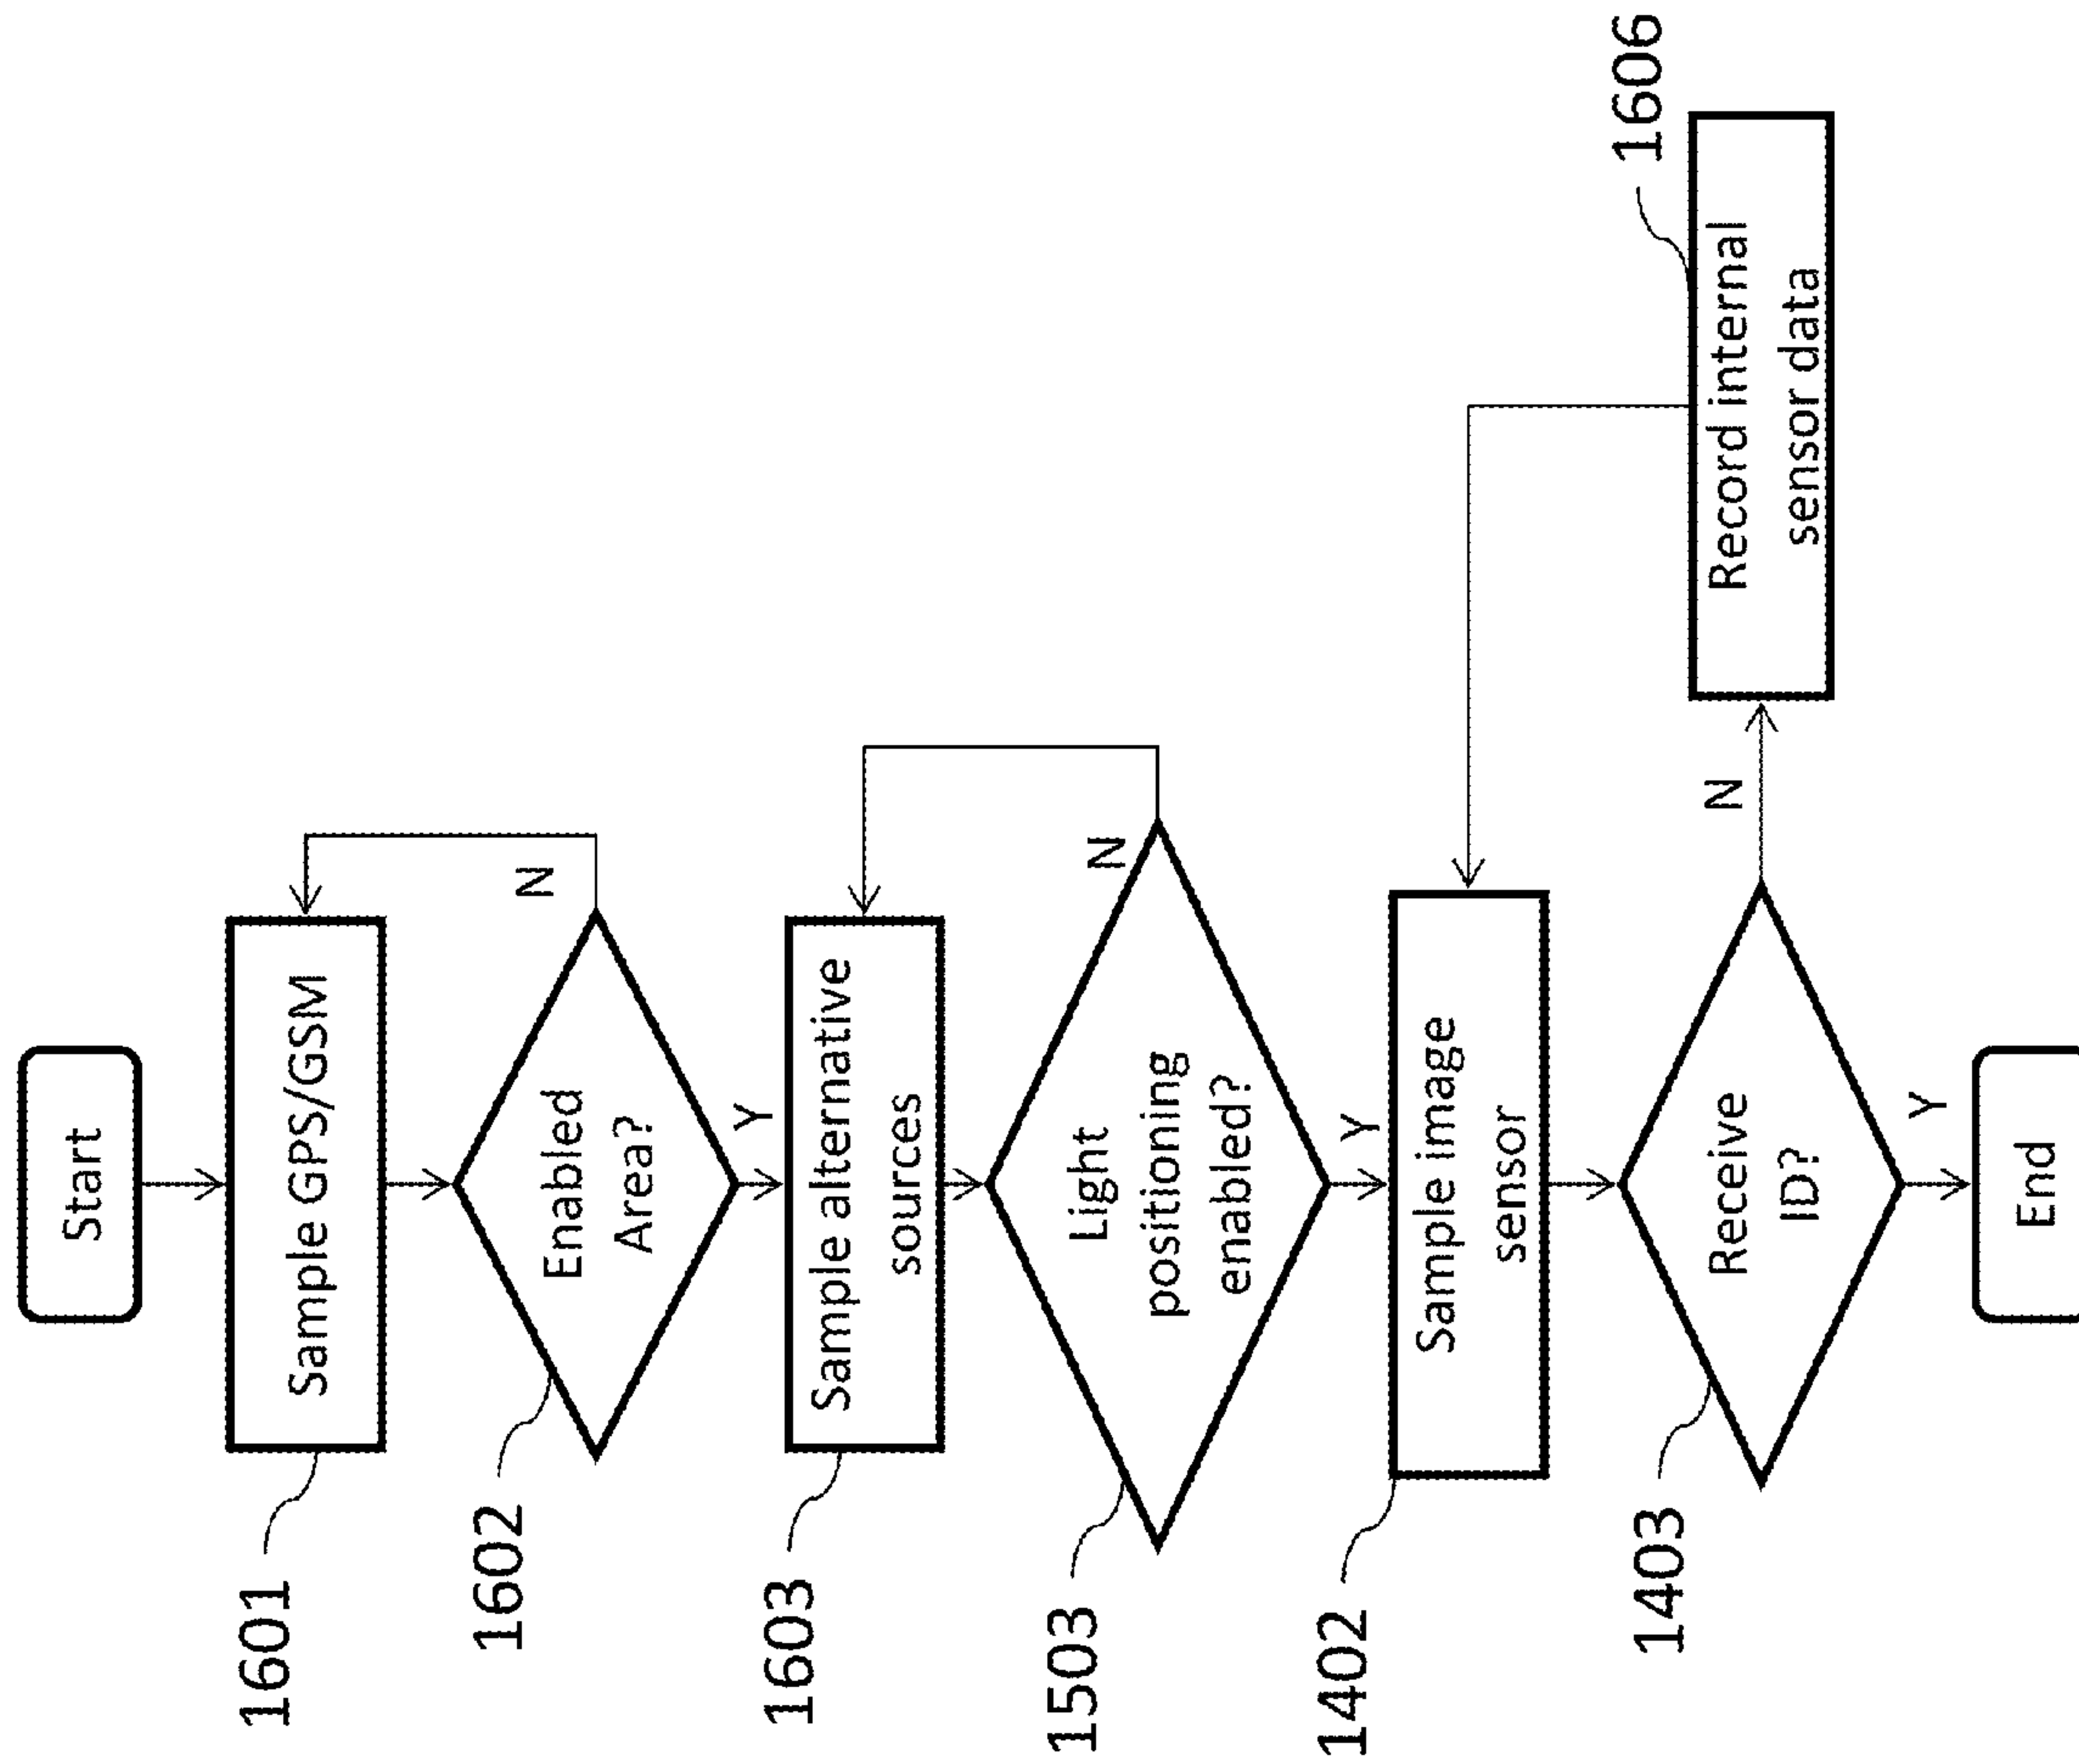 Start
1601
Sample GPS/GSM
1602
Enabled
Area?
N
Y
1603
Sample alternative
sources
1503
Light
positioning
enabled?
N
Y
1402
Sample image
sensor
1403
Receive
ID?
N
Y
1606
Record internal
sensor data
End